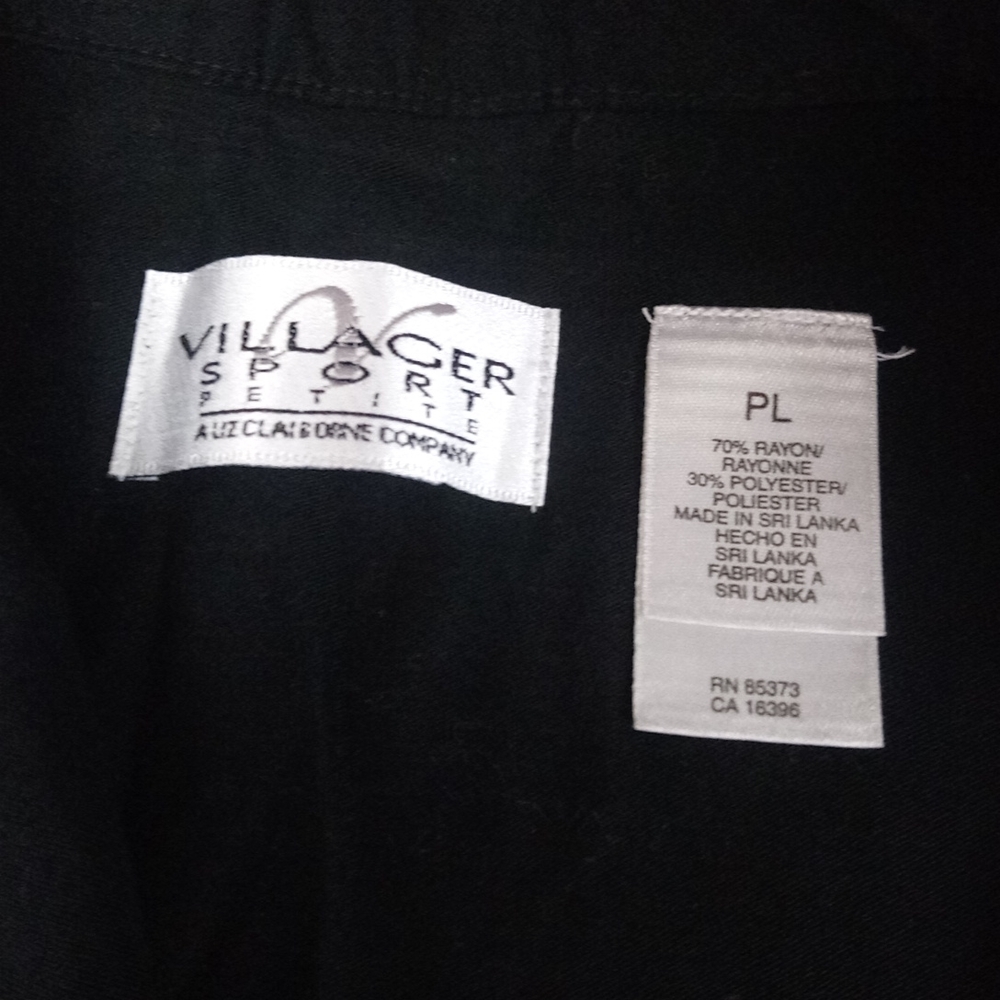 VILLAGER
SPORT
PETITE
A LIZ CLAIBORNE COMPANY
PL
70% RAYON/
RAYONNE
30% POLYESTER/
POLIESTER
MADE IN SRI LANKA
HECHO EN
SRI LANKA
FABRIQUE A
SRI LANKA
RN 85373
CA 16396